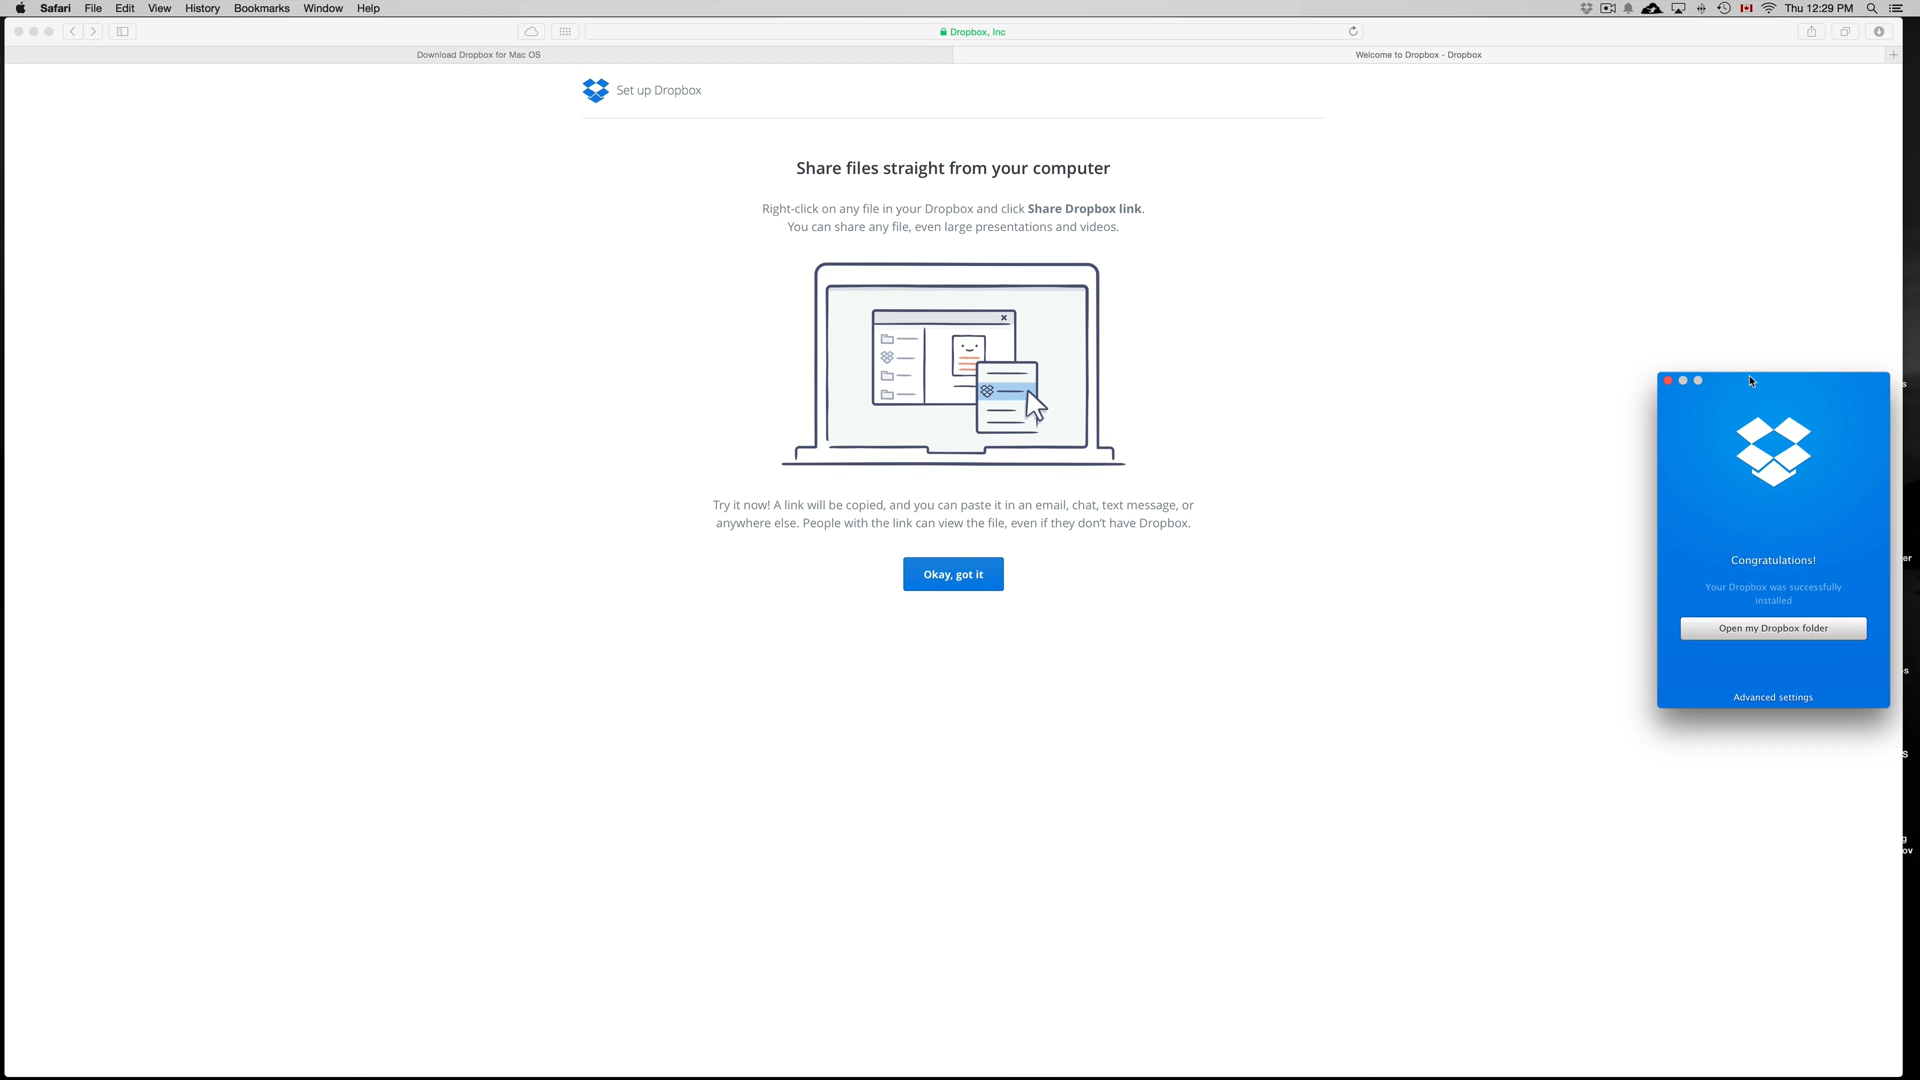 Safari File Edit View History Bookmarks Window Help
Thu 12:29 PM
Dropbox, Inc
Download Dropbox for Mac OS
Welcome to Dropbox - Dropbox
Set up Dropbox
Share files straight from your computer
Right-click on any file in your Dropbox and click Share Dropbox link.
You can share any file, even large presentations and videos.
Try it now! A link will be copied, and you can paste it in an email, chat, text message, or
anywhere else. People with the link can view the file, even if they don’t have Dropbox.
Okay, got it
Congratulations!
Your Dropbox was successfully
installed
Open my Dropbox folder
Advanced settings